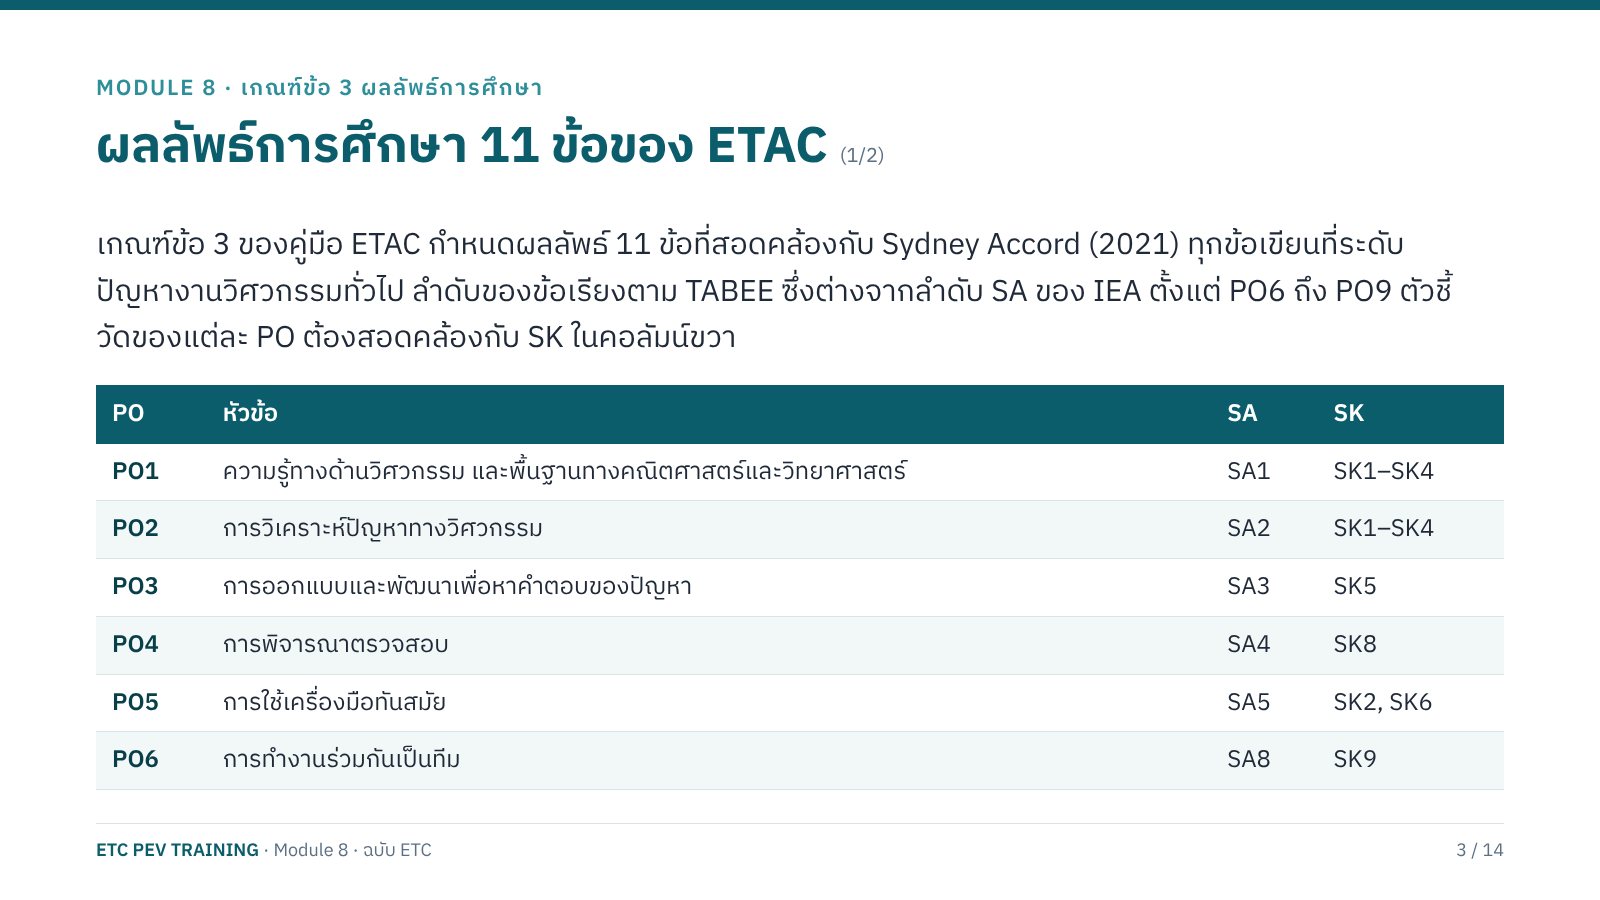 MODULE 8 · เกณฑ์ข้อ 3 ผลลัพธ์การศึกษา
ผลลัพธ์การศึกษา 11 ข้อของ ETAC (1/2)
เกณฑ์ข้อ 3 ของคู่มือ ETAC กำหนดผลลัพธ์ 11 ข้อที่สอดคล้องกับ Sydney Accord (2021) ทุกข้อเขียนที่ระดับ
ปัญหางานวิศวกรรมทั่วไป ลำดับของข้อเรียงตาม TABEE ซึ่งต่างจากลำดับ SA ของ IEA ตั้งแต่ PO6 ถึง PO9 ตัวชี้
วัดของแต่ละ PO ต้องสอดคล้องกับ SK ในคอลัมน์ขวา
PO หัวข้อ SA SK
PO1 ความรู้ทางด้านวิศวกรรม และพื้นฐานทางคณิตศาสตร์และวิทยาศาสตร์ SA1 SK1–SK4
PO2 การวิเคราะห์ปัญหาทางวิศวกรรม SA2 SK1–SK4
PO3 การออกแบบและพัฒนาเพื่อหาคำตอบของปัญหา SA3 SK5
PO4 การพิจารณาตรวจสอบ SA4 SK8
PO5 การใช้เครื่องมือทันสมัย SA5 SK2, SK6
PO6 การทำงานร่วมกันเป็นทีม SA8 SK9
ETC PEV TRAINING · Module 8 · ฉบับ ETC 3 / 14